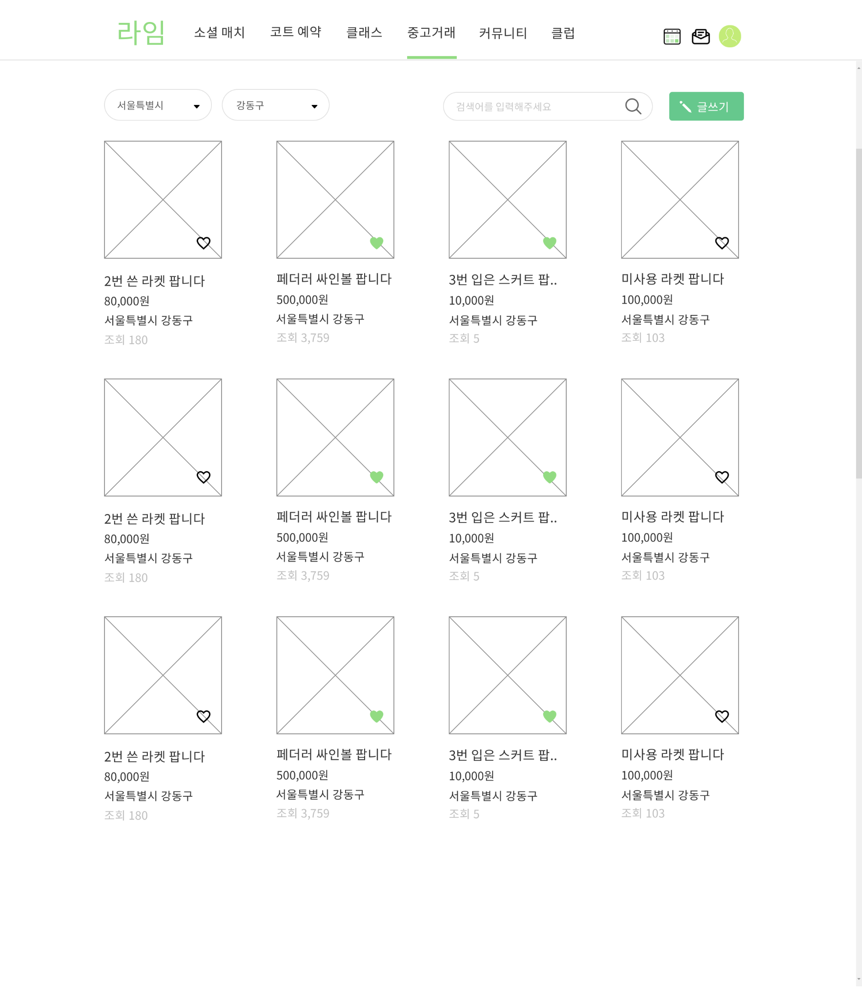 라임
소셜 매치
코트 예약
클래스
중고거래
커뮤니티
클럽
서울특별시
강동구
검색어를 입력해주세요
글쓰기
2번 쓴 라켓 팝니다
80,000원
서울특별시 강동구
조회 180
페더러 싸인볼 팝니다
500,000원
서울특별시 강동구
조회 3,759
3번 입은 스커트 팝..
10,000원
서울특별시 강동구
조회 5
미사용 라켓 팝니다
100,000원
서울특별시 강동구
조회 103
2번 쓴 라켓 팝니다
80,000원
서울특별시 강동구
조회 180
페더러 싸인볼 팝니다
500,000원
서울특별시 강동구
조회 3,759
3번 입은 스커트 팝..
10,000원
서울특별시 강동구
조회 5
미사용 라켓 팝니다
100,000원
서울특별시 강동구
조회 103
2번 쓴 라켓 팝니다
80,000원
서울특별시 강동구
조회 180
페더러 싸인볼 팝니다
500,000원
서울특별시 강동구
조회 3,759
3번 입은 스커트 팝..
10,000원
서울특별시 강동구
조회 5
미사용 라켓 팝니다
100,000원
서울특별시 강동구
조회 103